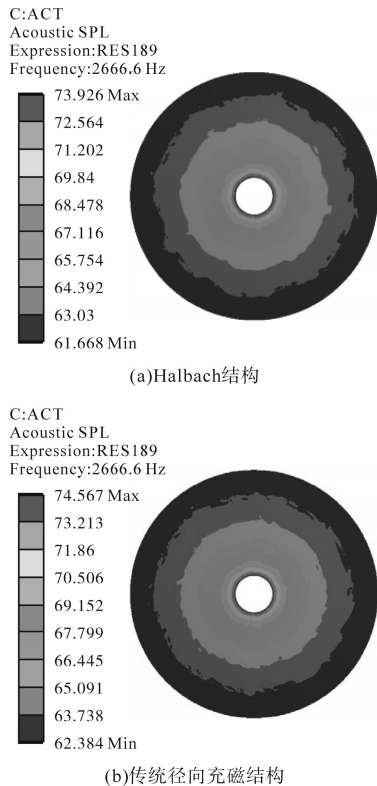 C:ACT
Acoustic SPL
Expression:RES189
Frequency:2666.6 Hz
73.926 Max
72.564
71.202
69.84
68.478
67.116
65.754
64.392
63.03
61.668 Min
(a)Halbach结构
C:ACT
Acoustic SPL
Expression:RES189
Frequency:2666.6 Hz
74.567 Max
73.213
71.86
70.506
69.152
67.799
66.445
65.091
63.738
62.384 Min
(b)传统径向充磁结构